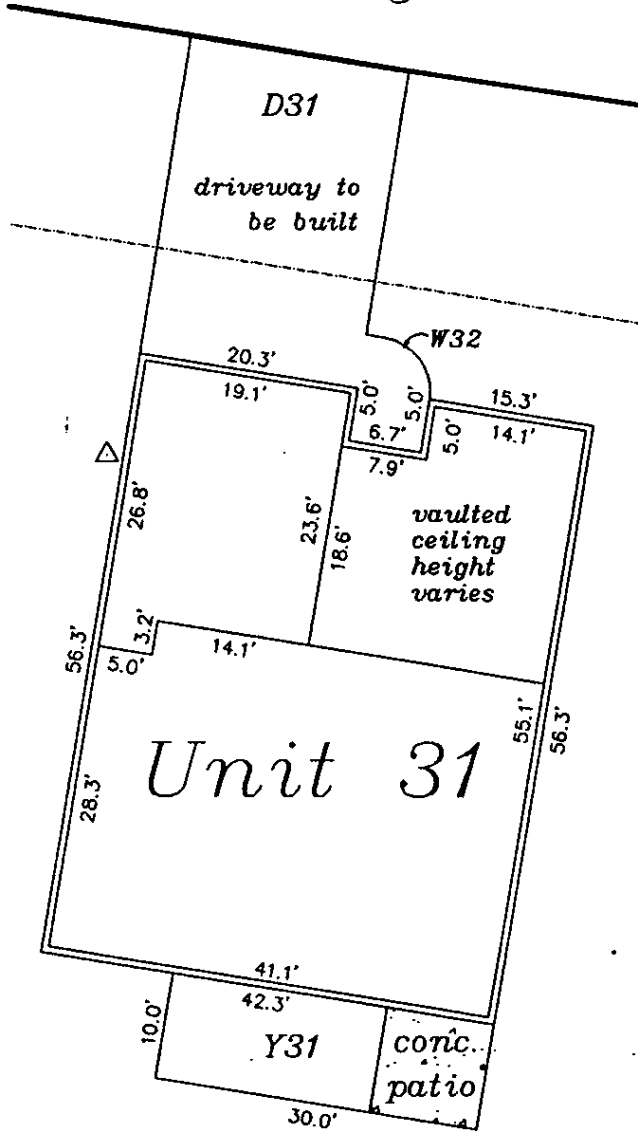 D31
driveway to
be built
W32
20.3'
19.1'
5.0'
5.0'
15.3'
14.1'
6.7'
7.9'
5.0'
26.8'
23.6'
18.6'
vaulted
ceiling
height
varies
3.2'
14.1'
56.3'
5.0'
55.1'
56.3'
Unit 31
28.3'
41.1'
42.3'
10.0'
Y31
conc.
patio
30.0'